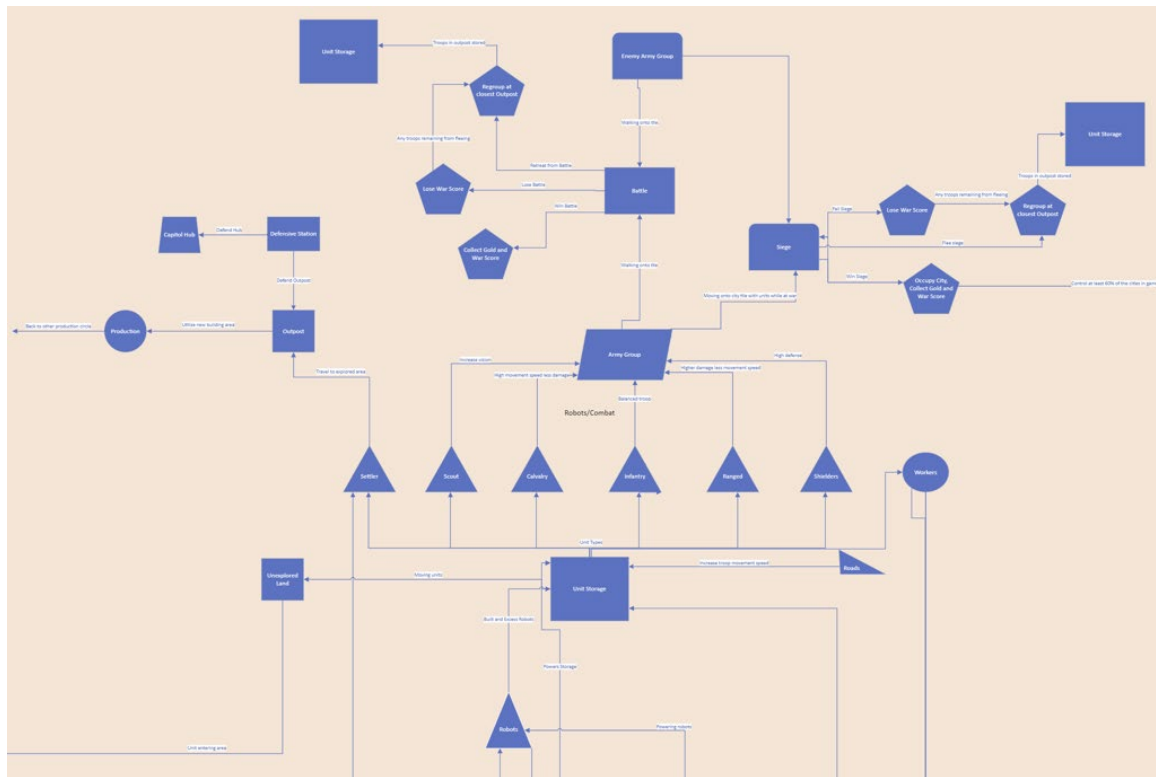 Unit Storage
Troops in outpost stored
Regroup at
closed Outpost
Enemy Army Group
Any troops remaining from fleeing
Walking onto tile
Retreat from Battle
Lose War Score
Lose Battle
Battle
Win Battle
Collect Gold and
War Score
Unit Storage
Troops in outpost stored
Lose War Score
Any troops remaining from fleeing
Regroup at
closed Outpost
Fail Siege
Siege
Flee siege
Win Siege
Occupy City,
Collect Gold and
War Score
Control at least 80% of the cities in
Capitol Hub
Defend Hub
Defensive Station
Defend Outpost
Walking onto tile
Moving onto city tile with units while at war
Back to other production circle
Production
Utilize new building area
Outpost
Travel to explored area
Army Group
Increase vision
High movement speed less damage
Balanced troop
Higher damage less movement speed
High defense
Robots/Combat
Settler
Scout
Calvalry
Infantry
Ranged
Shielders
Workers
Unit Types
Unexplored
Land
Moving units
Unit Storage
Increase troop movement speed
Roads
Built and Excess Robots
Powers Storage
Robots
Powering robots
Unit entering area